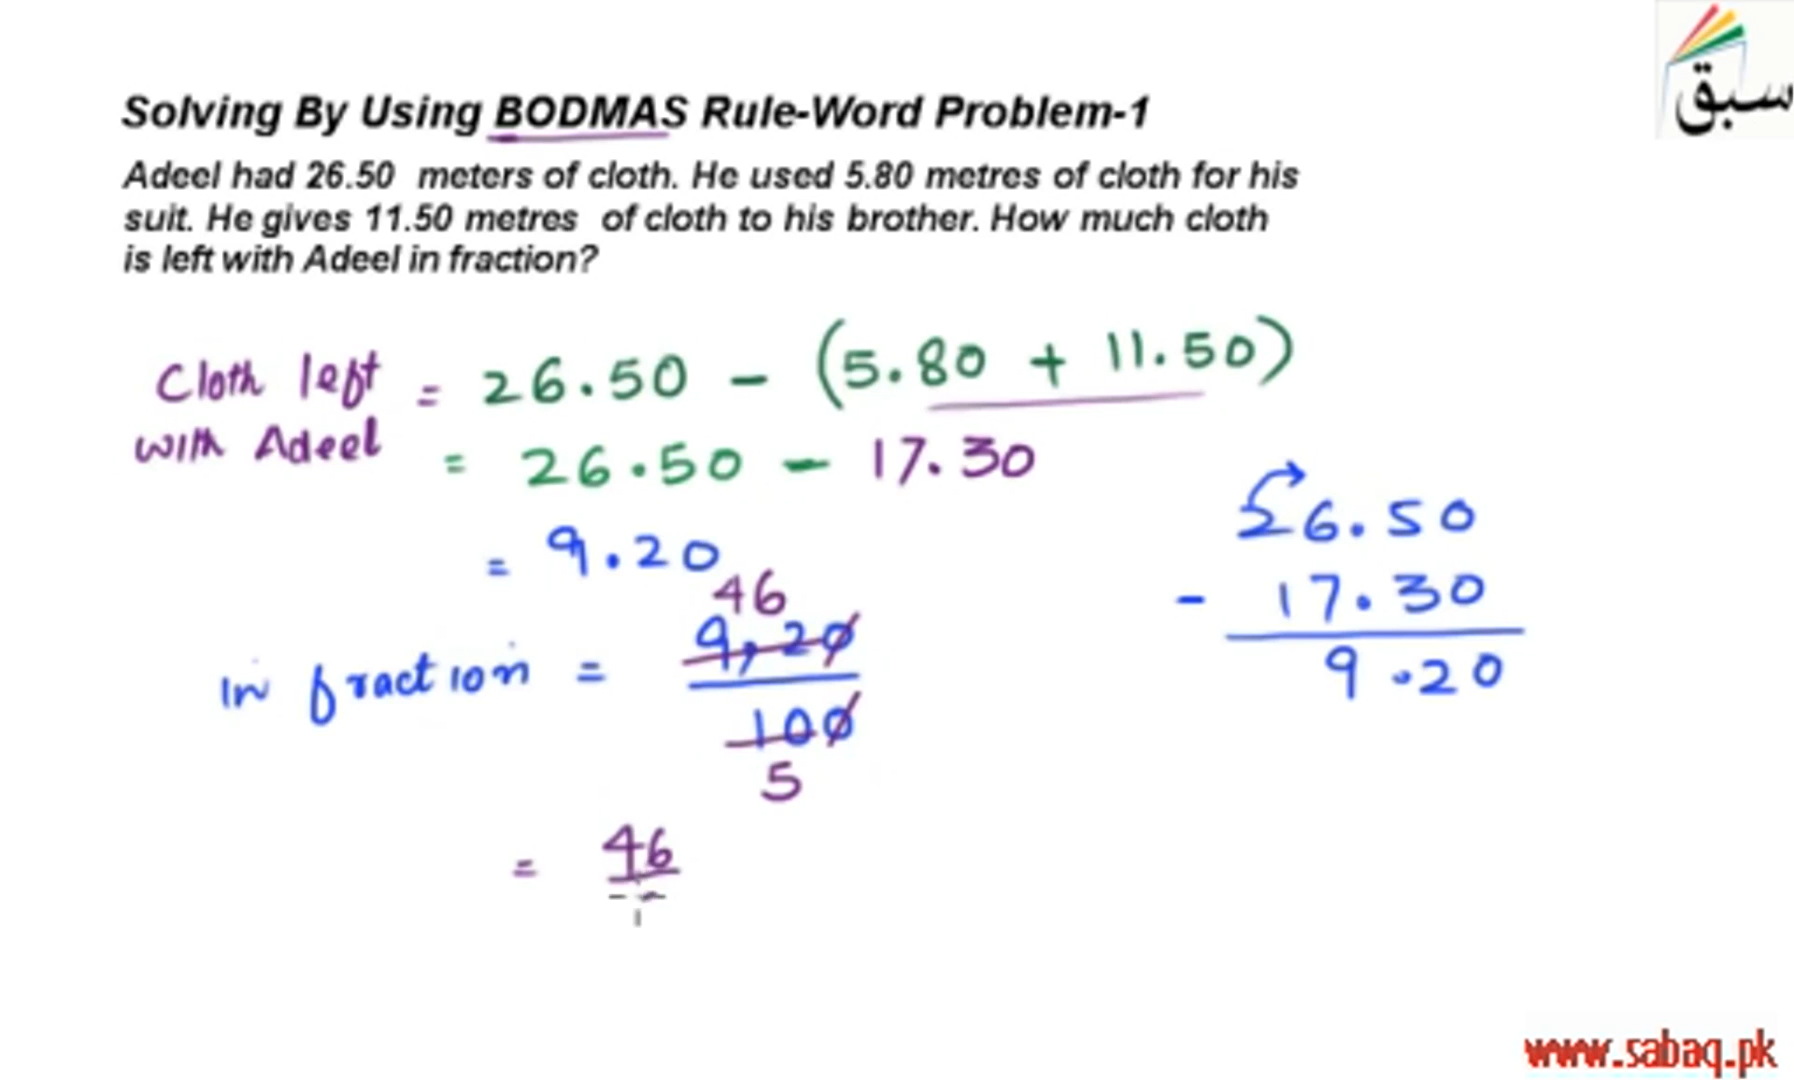 سبق
Solving By Using BODMAS Rule-Word Problem-1
Adeel had 26.50 meters of cloth. He used 5.80 metres of cloth for his
suit. He gives 11.50 metres of cloth to his brother. How much cloth
is left with Adeel in fraction?
Cloth left = 26.50 - (5.80 + 11.50)
with Adeel = 26.50 - 17.30
= 9.20
46
In fraction = 9.20
100
5
= 46
26.50
- 17.30
9.20
www.sabaq.pk